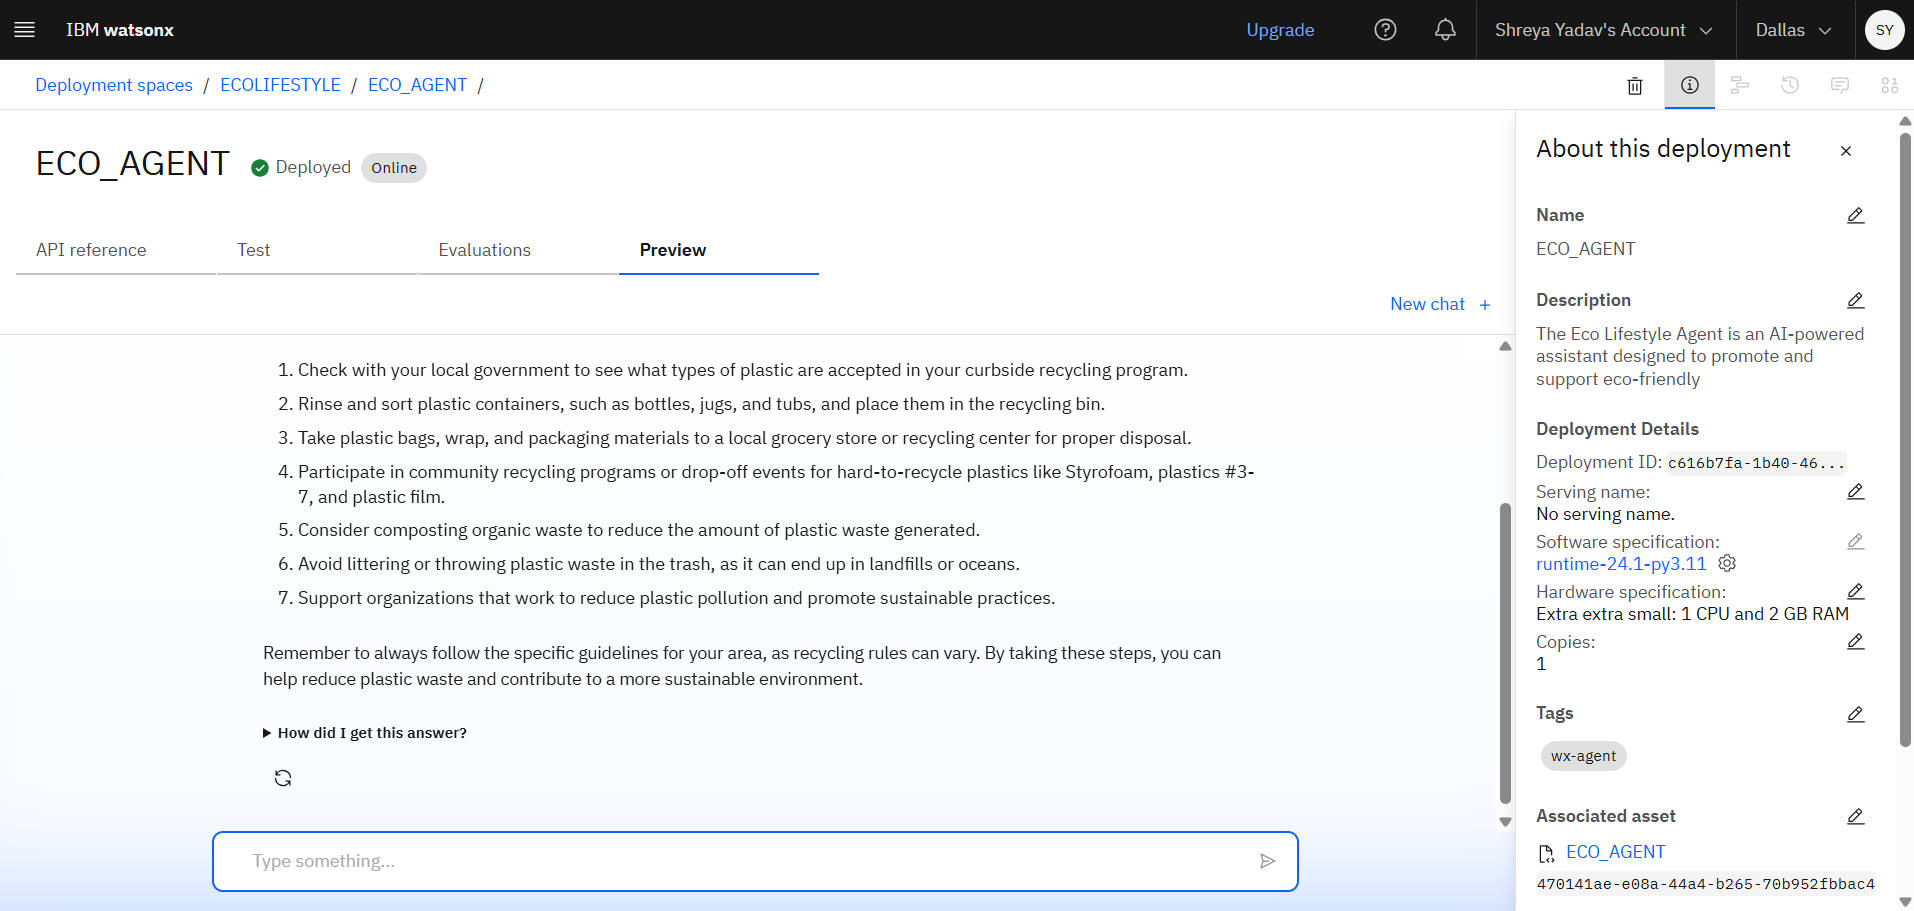 IBM watsonx
Upgrade
Shreya Yadav's Account
Dallas
SY
Deployment spaces / ECOLIFESTYLE / ECO_AGENT /
ECO_AGENT
Deployed
Online
API reference
Test
Evaluations
Preview
New chat +
1. Check with your local government to see what types of plastic are accepted in your curbside recycling program.
2. Rinse and sort plastic containers, such as bottles, jugs, and tubs, and place them in the recycling bin.
3. Take plastic bags, wrap, and packaging materials to a local grocery store or recycling center for proper disposal.
4. Participate in community recycling programs or drop-off events for hard-to-recycle plastics like Styrofoam, plastics #3-
7, and plastic film.
5. Consider composting organic waste to reduce the amount of plastic waste generated.
6. Avoid littering or throwing plastic waste in the trash, as it can end up in landfills or oceans.
7. Support organizations that work to reduce plastic pollution and promote sustainable practices.
Remember to always follow the specific guidelines for your area, as recycling rules can vary. By taking these steps, you can
help reduce plastic waste and contribute to a more sustainable environment.
How did I get this answer?
Type something...
About this deployment
Name
ECO_AGENT
Description
The Eco Lifestyle Agent is an AI-powered
assistant designed to promote and
support eco-friendly
Deployment Details
Deployment ID: c616b7fa-1b40-46...
Serving name:
No serving name.
Software specification:
runtime-24.1-py3.11
Hardware specification:
Extra extra small: 1 CPU and 2 GB RAM
Copies:
1
Tags
wx-agent
Associated asset
ECO_AGENT
470141ae-e08a-44a4-b265-70b952fbbac4